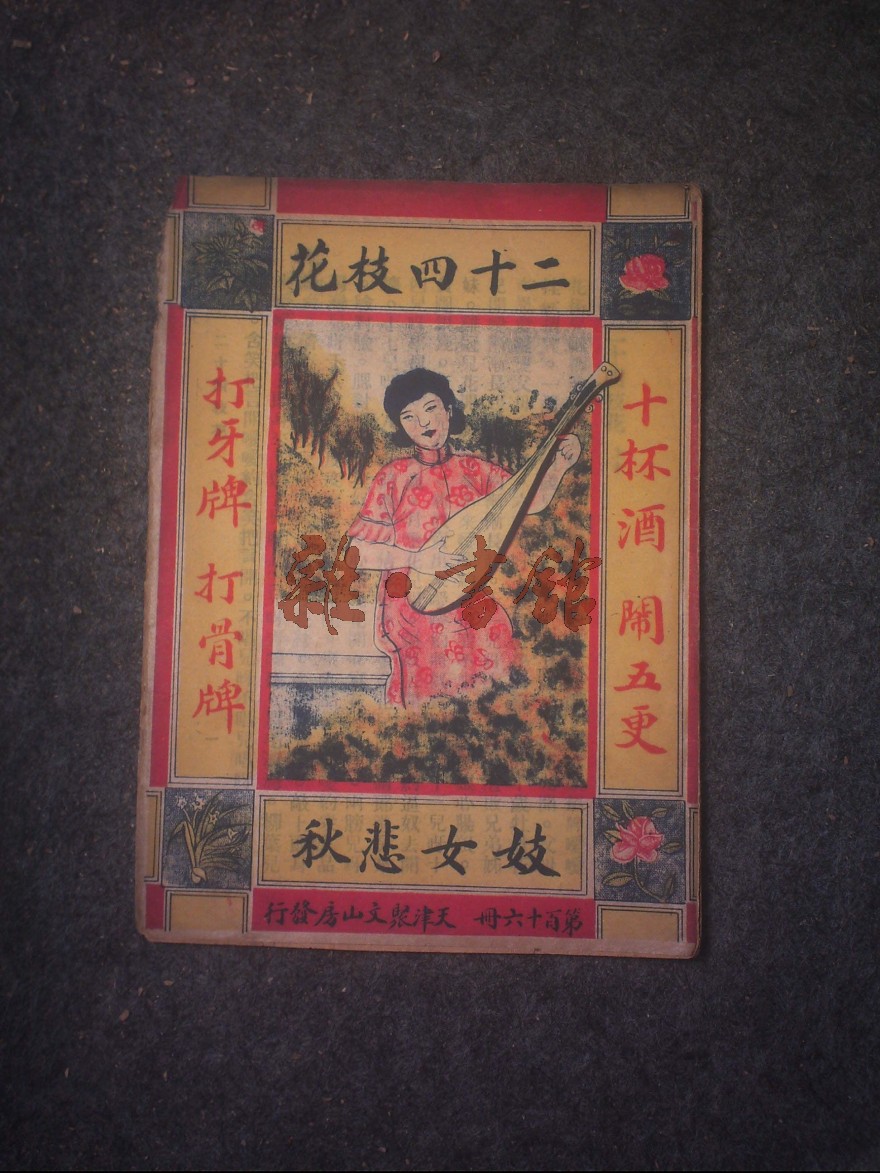 二十四枝花
十杯酒 鬧五更
打牙牌 打骨牌
雜·書舘
妓女悲秋
第百十六冊 天津聚文山房發行